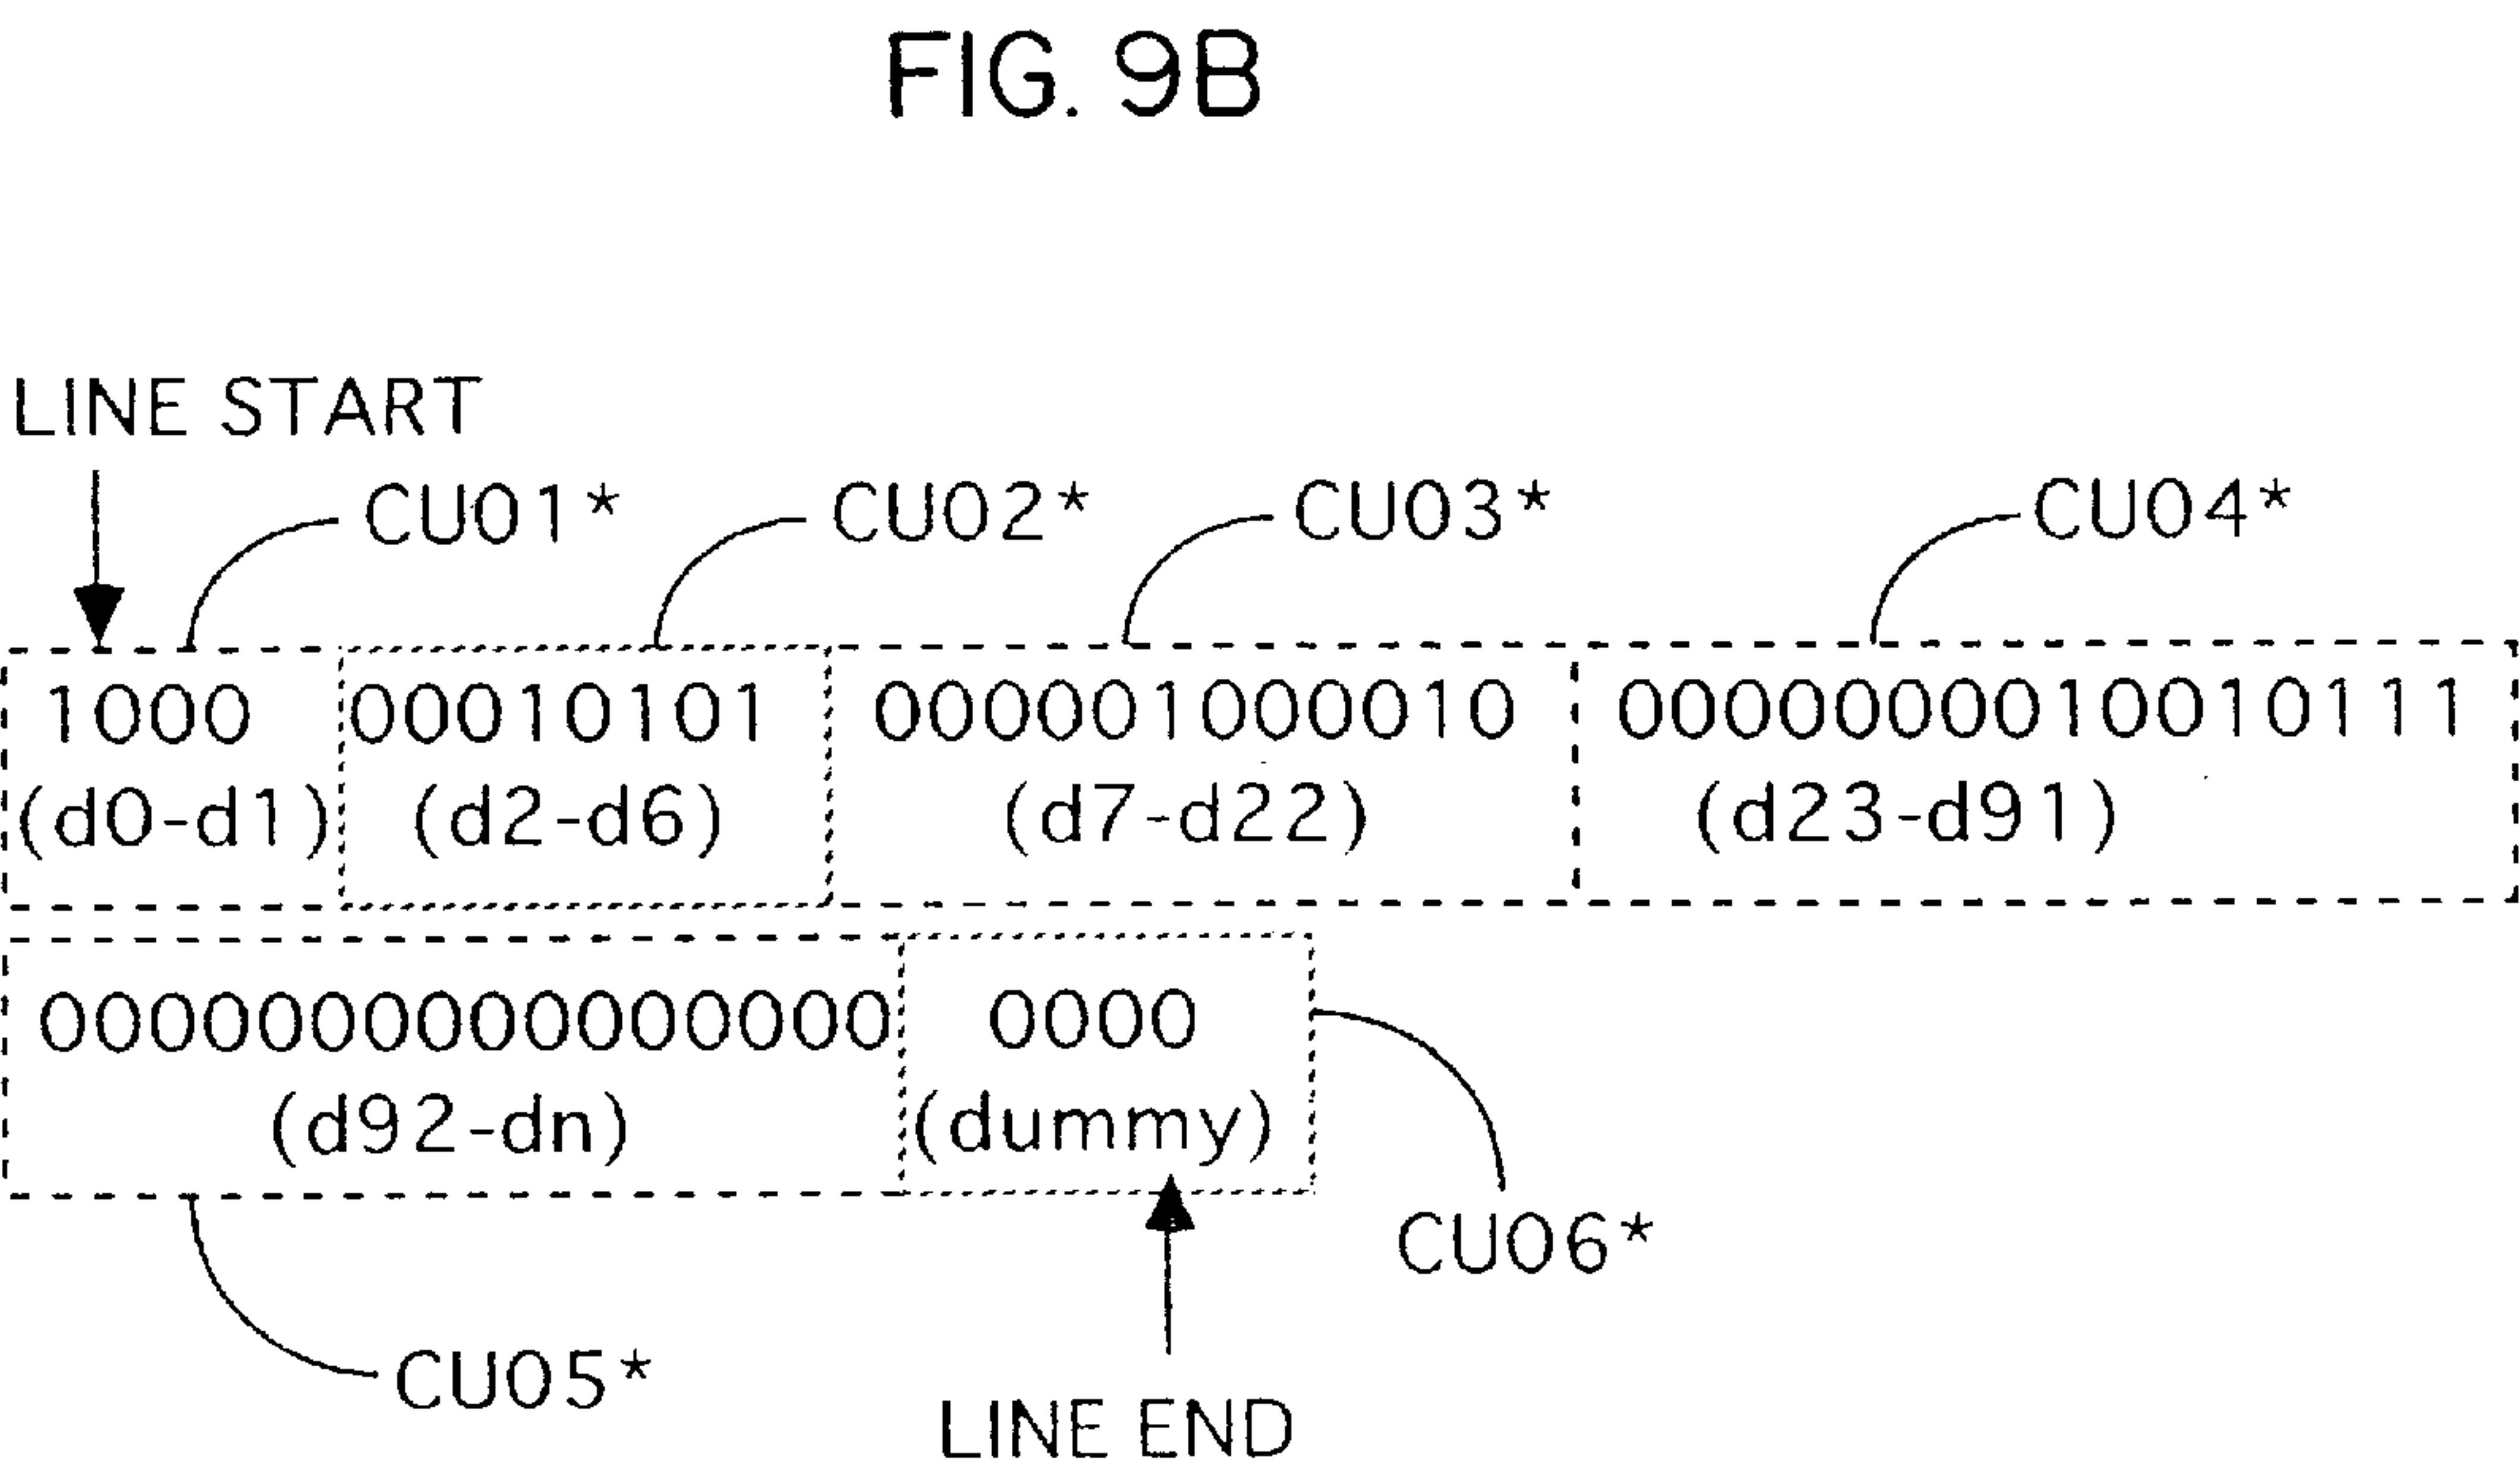 FIG. 9B
LINE START
CU01* CU02* CU03* CU04*
1000 00010101 000001000010 0000000010010111
(d0-d1) (d2-d6) (d7-d22) (d23-d91)
0000000000000000 0000
(d92-dn) (dummy)
CU06*
CU05*
LINE END